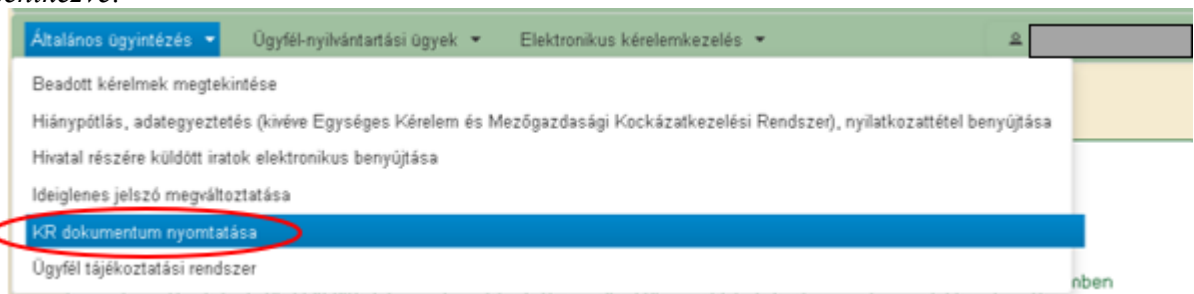 Általános ügyintézés Ügyfél-nyilvántartási ügyek Elektronikus kérelemkezelés
Beadott kérelmek megtekintése
Hiánypótlás, adategyeztetés (kivéve Egységes Kérelem és Mezőgazdasági Kockázatkezelési Rendszer), nyilatkozattétel benyújtása
Hivatal részére küldött iratok elektronikus benyújtása
Ideiglenes jelszó megváltoztatása
KR dokumentum nyomtatása
Ügyfél tájékoztatási rendszer